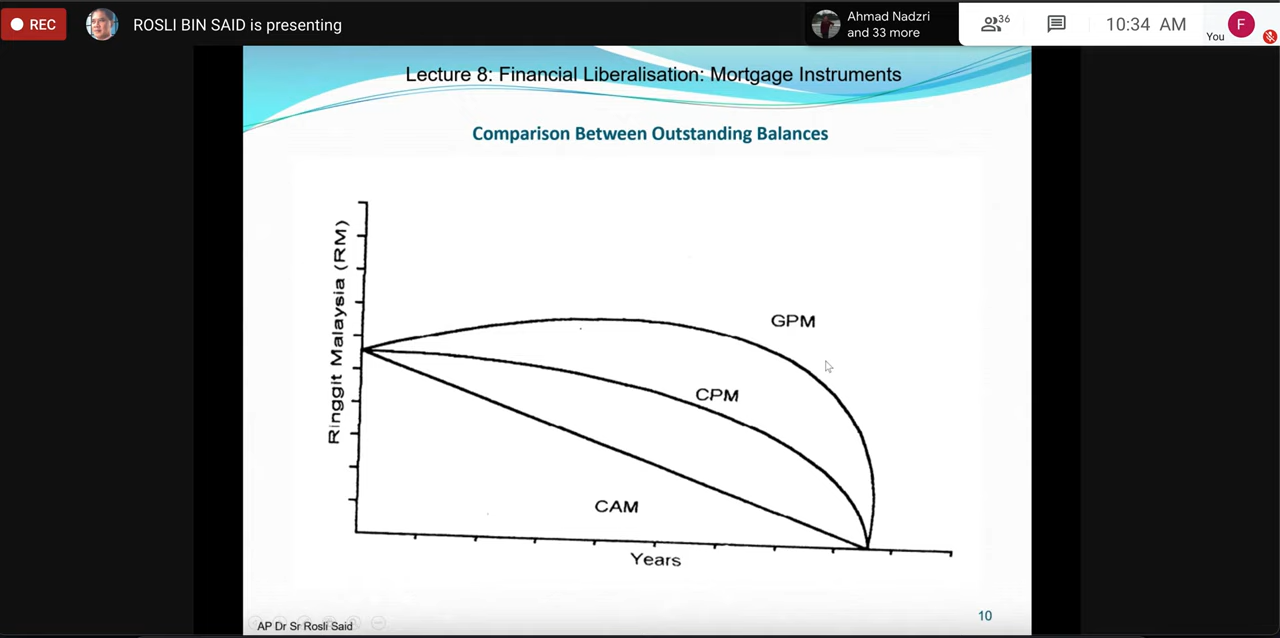 REC
ROSLI BIN SAID is presenting
Ahmad Nadzri
and 33 more
36
10:34 AM
You
F
Lecture 8: Financial Liberalisation: Mortgage Instruments
Comparison Between Outstanding Balances
Ringgit Malaysia (RM)
GPM
CPM
CAM
Years
AP Dr Sr Rosli Said
10